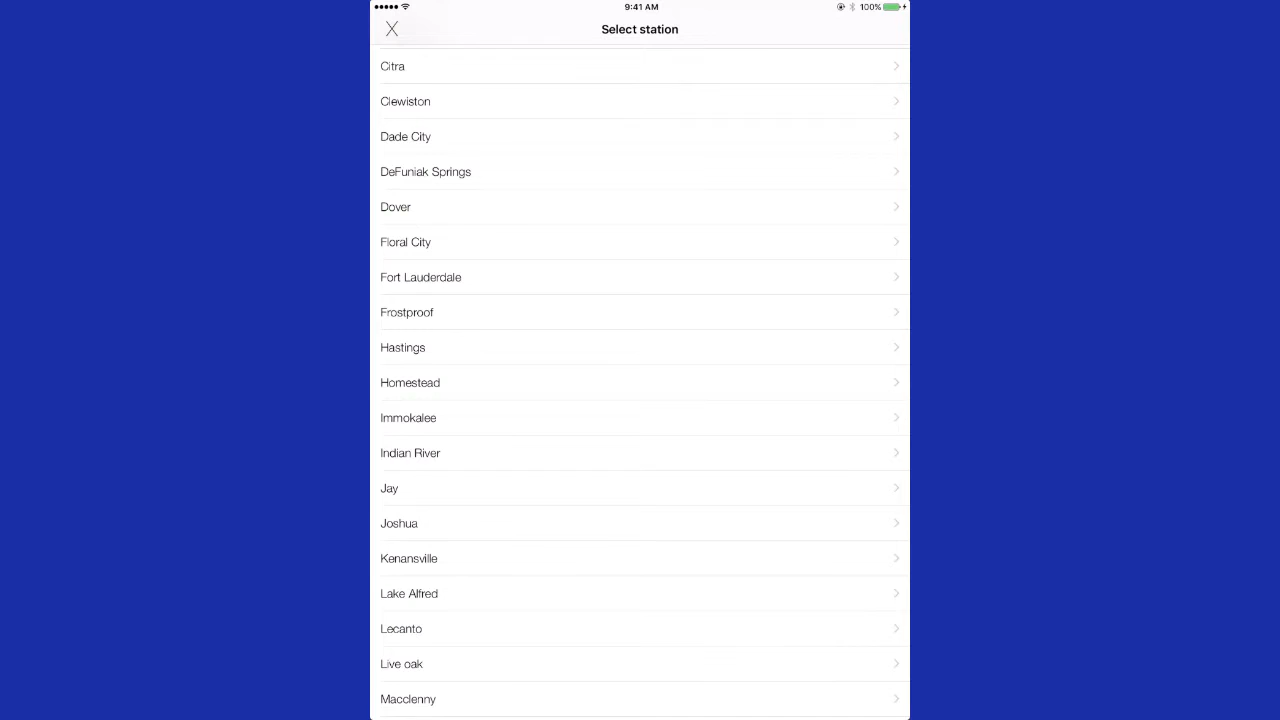 9:41 AM
100%
X
Select station
Citra
Clewiston
Dade City
DeFuniak Springs
Dover
Floral City
Fort Lauderdale
Frostproof
Hastings
Homestead
Immokalee
Indian River
Jay
Joshua
Kenansville
Lake Alfred
Lecanto
Live oak
Macclenny